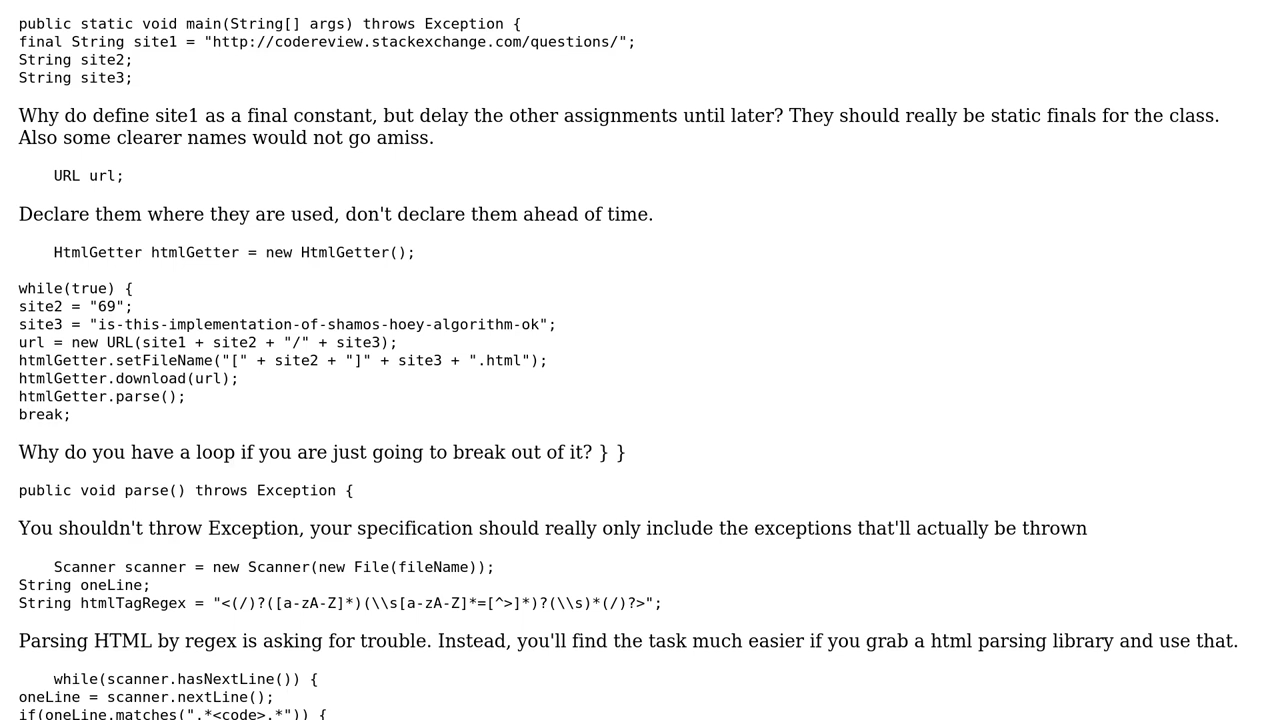 public static void main(String[] args) throws Exception {
final String site1 = "http://codereview.stackexchange.com/questions/";
String site2;
String site3;
Why do define site1 as a final constant, but delay the other assignments until later? They should really be static finals for the class.
Also some clearer names would not go amiss.
URL url;
Declare them where they are used, don't declare them ahead of time.
HtmlGetter htmlGetter = new HtmlGetter();
while(true) {
site2 = "69";
site3 = "is-this-implementation-of-shamos-hoey-algorithm-ok";
url = new URL(site1 + site2 + "/" + site3);
htmlGetter.setFileName("[" + site2 + "]" + site3 + ".html");
htmlGetter.download(url);
htmlGetter.parse();
break;
Why do you have a loop if you are just going to break out of it? } }
public void parse() throws Exception {
You shouldn't throw Exception, your specification should really only include the exceptions that'll actually be thrown
Scanner scanner = new Scanner(new File(fileName));
String oneLine;
String htmlTagRegex = "<(/)?([a-zA-Z]*)(\\s[a-zA-Z]*=[^>]*)?(\\s)*(/)?>";
Parsing HTML by regex is asking for trouble. Instead, you'll find the task much easier if you grab a html parsing library and use that.
while(scanner.hasNextLine()) {
oneLine = scanner.nextLine();
if(oneLine.matches(".*<code>.*")) {